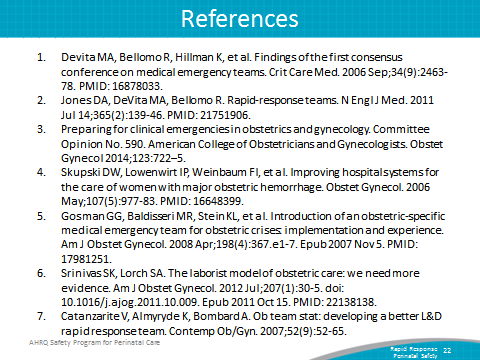 References
1. Devita MA, Bellomo R, Hillman K, et al. Findings of the first consensus
conference on medical emergency teams. Crit Care Med. 2006 Sep;34(9):2463-
78. PMID: 16878033.
2. Jones DA, DeVita MA, Bellomo R. Rapid-response teams. N Engl J Med. 2011
Jul 14;365(2):139-46. PMID: 21751906.
3. Preparing for clinical emergencies in obstetrics and gynecology. Committee
Opinion No. 590. American College of Obstetricians and Gynecologists. Obstet
Gynecol 2014;123:722–5.
4. Skupski DW, Lowenwirt IP, Weinbaum FI, et al. Improving hospital systems for
the care of women with major obstetric hemorrhage. Obstet Gynecol. 2006
May;107(5):977-83. PMID: 16648399.
5. Gosman GG, Baldisseri MR, Stein KL, et al. Introduction of an obstetric-specific
medical emergency team for obstetric crises: implementation and experience.
Am J Obstet Gynecol. 2008 Apr;198(4):367.e1-7. Epub 2007 Nov 5. PMID:
17981251.
6. Srinivas SK, Lorch SA. The laborist model of obstetric care: we need more
evidence. Am J Obstet Gynecol. 2012 Jul;207(1):30-5. doi:
10.1016/j.ajog.2011.10.009. Epub 2011 Oct 15. PMID: 22138138.
7. Catanzarite V, Almryde K, Bombard A. Ob team stat: developing a better L&D
rapid response team. Contemp Ob/Gyn. 2007;52(9):52-65.
AHRQ Safety Program for Perinatal Care
Rapid Response 22
Perinatal Safety